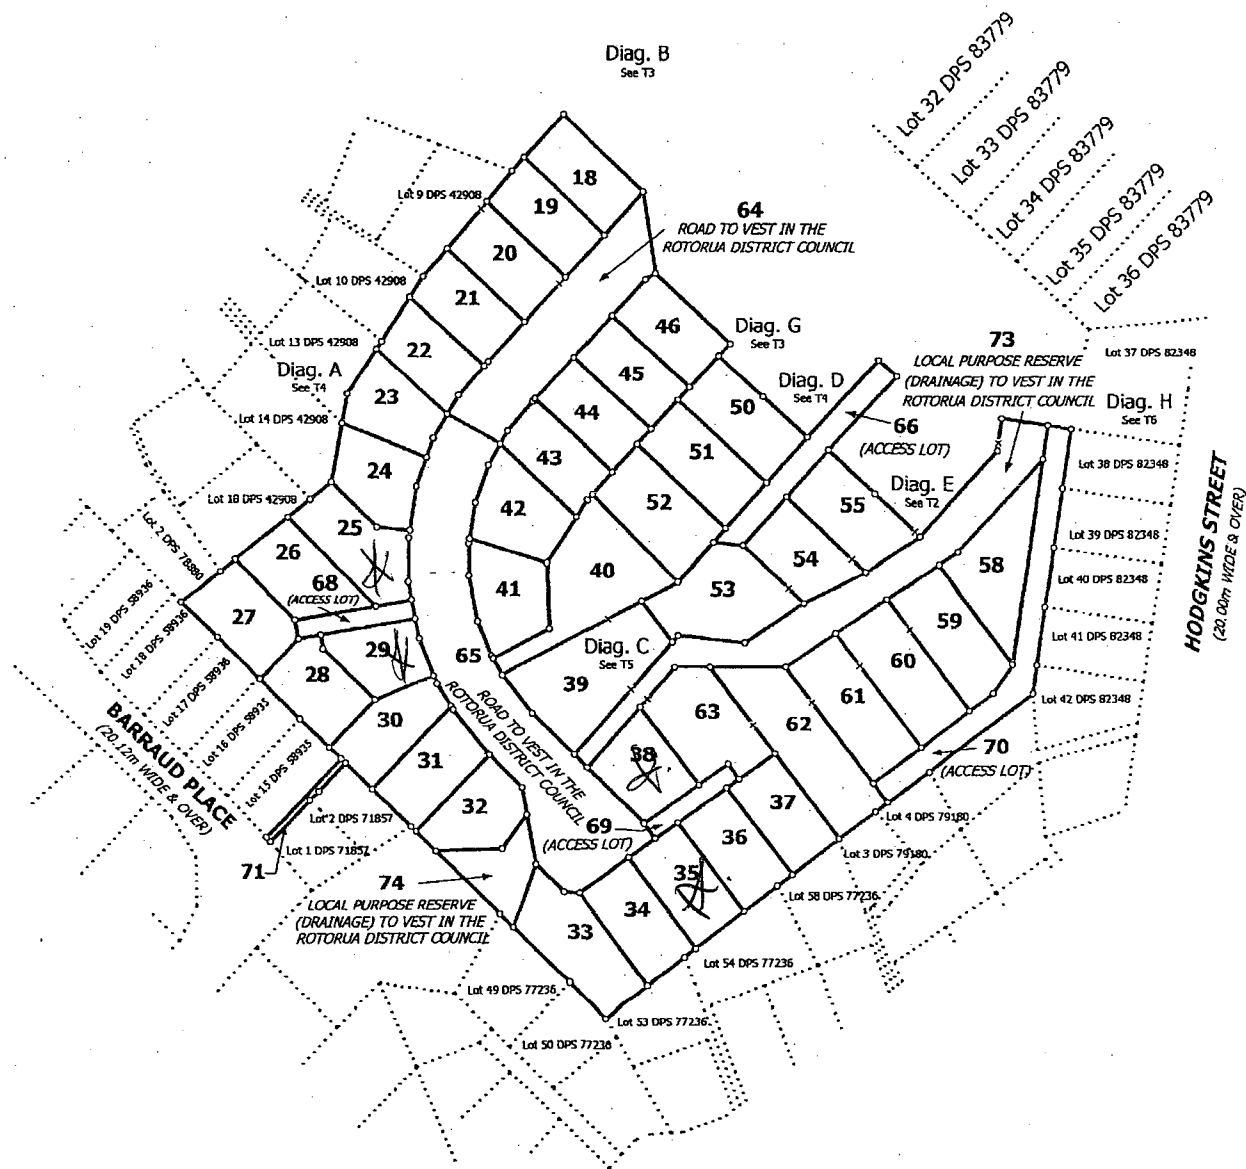 Diag. B
See T3
Lot 32 DPS 83779
Lot 33 DPS 83779
Lot 34 DPS 83779
Lot 35 DPS 83779
Lot 36 DPS 83779
18
Lot 9 DPS 42908
19
64
ROAD TO VEST IN THE
ROTORUA DISTRICT COUNCIL
20
Lot 10 DPS 42908
21
46
Diag. G
See T3
73
LOCAL PURPOSE RESERVE
(DRAINAGE) TO VEST IN THE
ROTORUA DISTRICT COUNCIL
Lot 37 DPS 82348
Lot 13 DPS 42908
22
Diag. A
See T4
45
Diag. D
See T4
23
50
Diag. H
See T6
Lot 14 DPS 42908
44
66
(ACCESS LOT)
43
51
24
Lot 38 DPS 82348
Diag. E
See T2
Lot 18 DPS 42908
52
55
42
25
26
Lot 2 DPS 78880
Lot 39 DPS 82348
HODGKINS STREET
(20.00m WIDE & OVER)
54
58
40
Lot 40 DPS 82348
68
(ACCESS LOT)
41
53
27
Lot 19 DPS 58936
Lot 18 DPS 58936
Lot 17 DPS 58936
Lot 16 DPS 58935
Lot 15 DPS 58935
59
Lot 41 DPS 82348
29
28
65
ROAD TO VEST IN THE
ROTORUA DISTRICT COUNCIL
Diag. C
See T5
39
60
61
Lot 42 DPS 82348
BARRAUD PLACE
(20.12m WIDE & OVER)
30
63
62
31
38
70
(ACCESS LOT)
32
37
Lot 2 DPS 71857
69
(ACCESS LOT)
36
Lot 4 DPS 79180
Lot 1 DPS 71857
Lot 3 DPS 79180
71
35
74
LOCAL PURPOSE RESERVE
(DRAINAGE) TO VEST IN THE
ROTORUA DISTRICT COUNCIL
Lot 58 DPS 77236
34
33
Lot 54 DPS 77236
Lot 49 DPS 77236
Lot 53 DPS 77236
Lot 50 DPS 77236